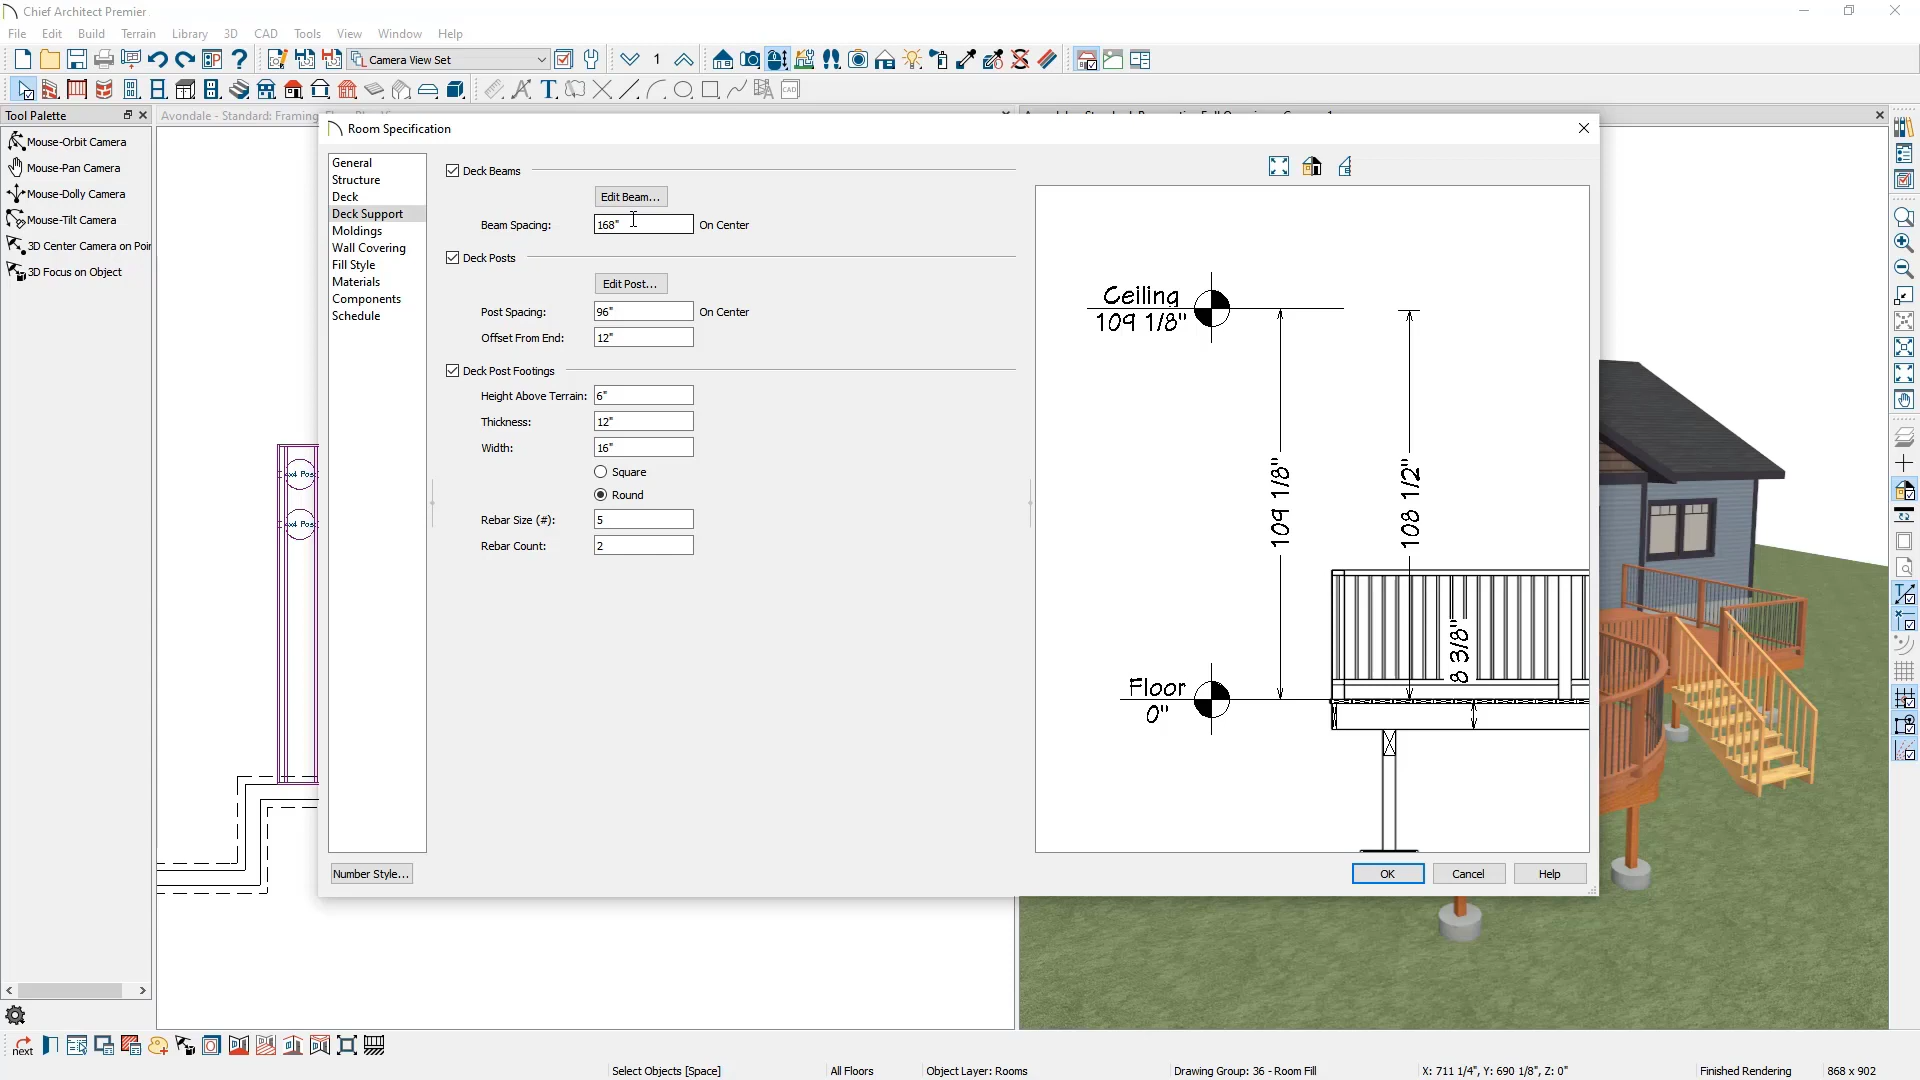 Chief Architect Premier
File Edit Build Terrain Library 3D CAD Tools View Window Help
Camera View Set
1
CAD
Tool Palette
Avondale - Standard: Framing,
Mouse-Orbit Camera
Mouse-Pan Camera
Mouse-Dolly Camera
Mouse-Tilt Camera
3D Center Camera on Poin
3D Focus on Object
Room Specification
General
Structure
Deck
Deck Support
Moldings
Wall Covering
Fill Style
Materials
Components
Schedule
Deck Beams
Edit Beam...
Beam Spacing: 168" On Center
Deck Posts
Edit Post...
Post Spacing: 96" On Center
Offset From End: 12"
Deck Post Footings
Height Above Terrain: 6"
Thickness: 12"
Width: 16"
Square
Round
Rebar Size (#): 5
Rebar Count: 2
Ceiling
109 1/8"
109 1/8"
108 1/2"
8 3/8"
Floor
0"
4x4 Pos
4x4 Pos
Number Style... OK Cancel Help
next
Select Objects [Space] All Floors Object Layer: Rooms Drawing Group: 36 - Room Fill X: 711 1/4", Y: 690 1/8", Z: 0" Finished Rendering 868 x 902